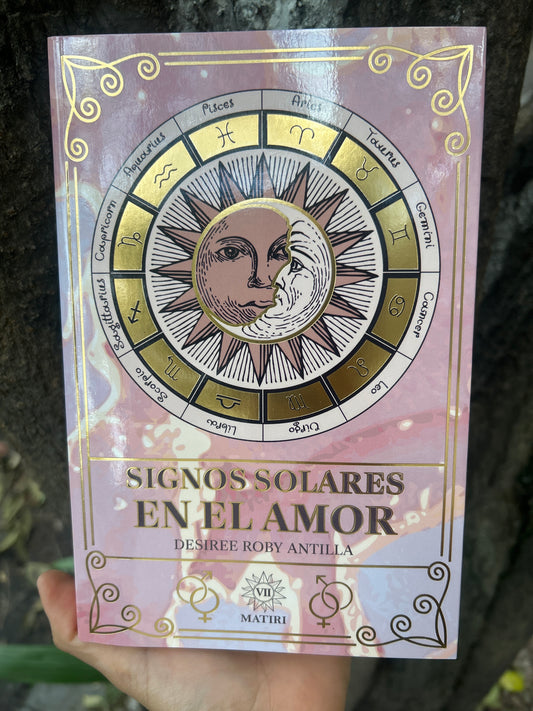 Pisces
Aries
Taurus
Gemini
Cancer
Leo
Virgo
Libra
Scorpio
Sagittarius
Capricorn
Aquarius
SIGNOS SOLARES
EN EL AMOR
DESIREE ROBY ANTILLA
VII
MATIRI